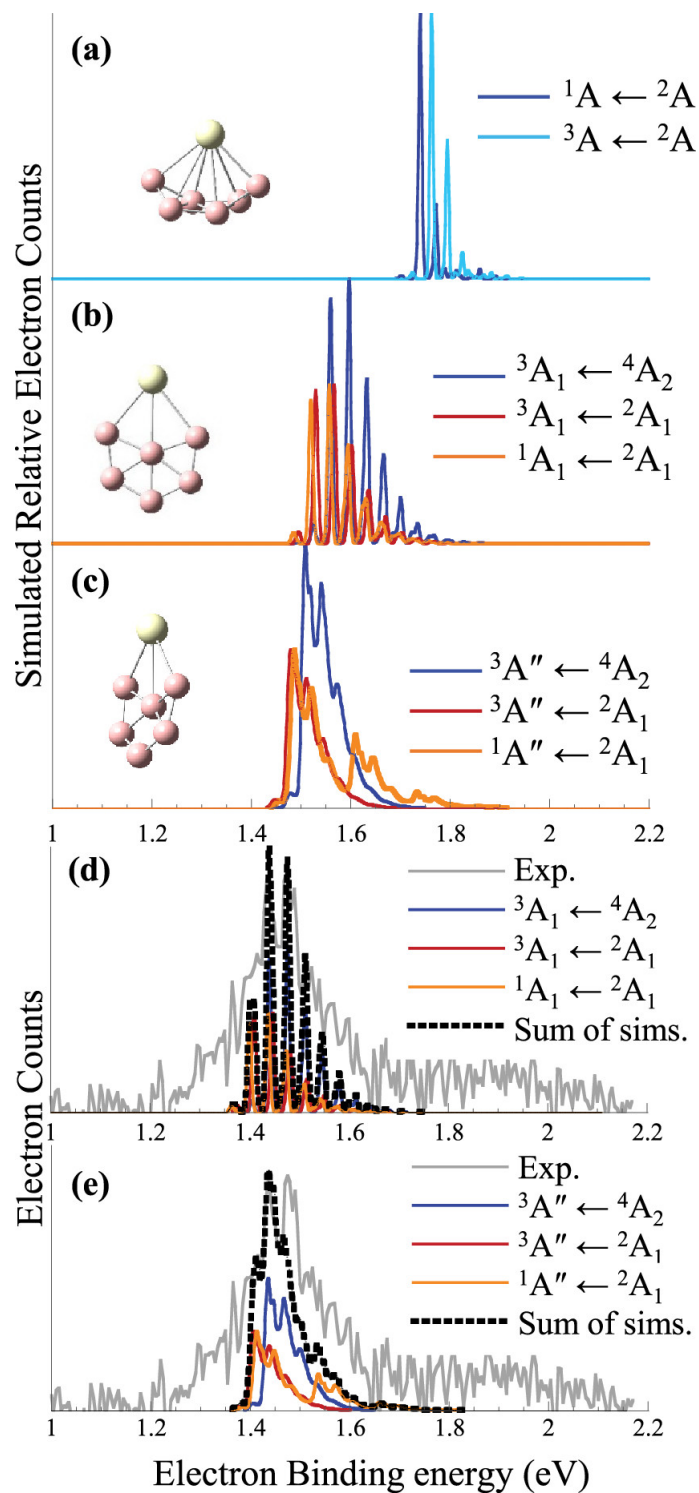 (a)
¹A ← ²A
³A ← ²A
(b)
³A₁ ← ⁴A₂
³A₁ ← ²A₁
¹A₁ ← ²A₁
(c)
³A″ ← ⁴A₂
³A″ ← ²A₁
¹A″ ← ²A₁
Simulated Relative Electron Counts
1 1.2 1.4 1.6 1.8 2 2.2
(d)
Exp.
³A₁ ← ⁴A₂
³A₁ ← ²A₁
¹A₁ ← ²A₁
Sum of sims.
1 1.2 1.4 1.6 1.8 2 2.2
(e)
Exp.
³A″ ← ⁴A₂
³A″ ← ²A₁
¹A″ ← ²A₁
Sum of sims.
Electron Counts
1 1.2 1.4 1.6 1.8 2 2.2
Electron Binding energy (eV)